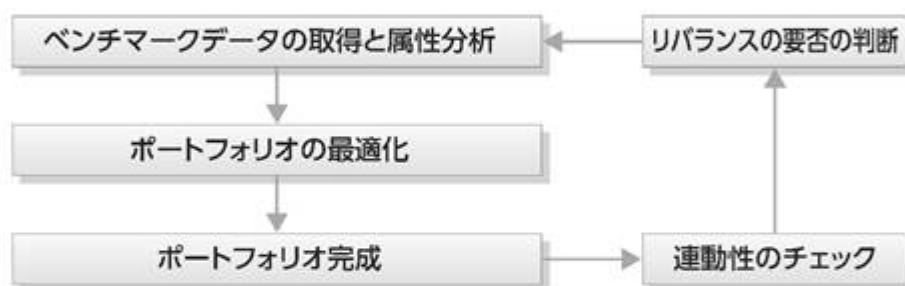 ベンチマークデータの取得と属性分析
リバランスの要否の判断
ポートフォリオの最適化
ポートフォリオ完成
連動性のチェック